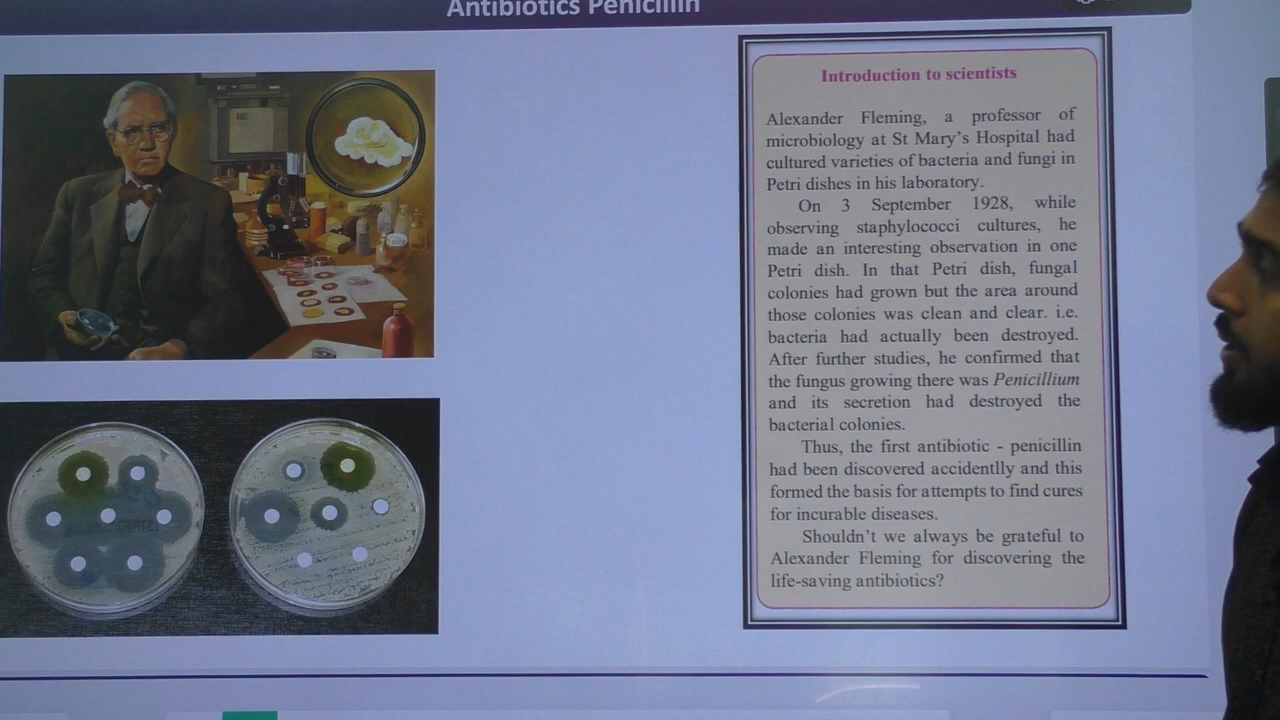 Antibiotics Penicillin
Introduction to scientists
Alexander Fleming, a professor of
microbiology at St Mary's Hospital had
cultured varieties of bacteria and fungi in
Petri dishes in his laboratory.
On 3 September 1928, while
observing staphylococci cultures, he
made an interesting observation in one
Petri dish. In that Petri dish, fungal
colonies had grown but the area around
those colonies was clean and clear. i.e.
bacteria had actually been destroyed.
After further studies, he confirmed that
the fungus growing there was Penicillium
and its secretion had destroyed the
bacterial colonies.
Thus, the first antibiotic - penicillin
had been discovered accidentlly and this
formed the basis for attempts to find cures
for incurable diseases.
Shouldn't we always be grateful to
Alexander Fleming for discovering the
life-saving antibiotics?